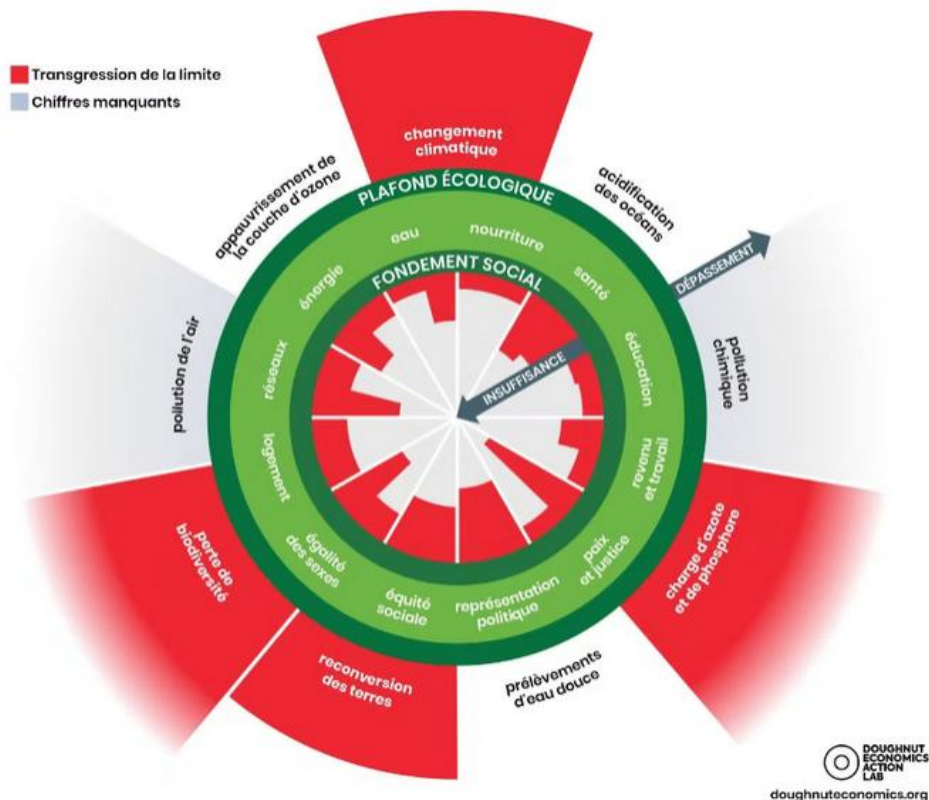 Transgression de la limite
Chiffres manquants
changement
climatique
appauvrissement de
la couche d'ozone
acidification
des océans
PLAFOND ÉCOLOGIQUE
eau
nourriture
énergie
santé
FONDEMENT SOCIAL
DÉPASSEMENT
INSUFFISANCE
pollution de l'air
réseaux
éducation
pollution
chimique
logement
revenu
et travail
perte de
biodiversité
égalité
des sexes
paix
et justice
charge d'azote
et de phosphore
équité
sociale
représentation
politique
reconversion
des terres
prélèvements
d'eau douce
DOUGHNUT
ECONOMICS
ACTION
LAB
doughnuteconomics.org